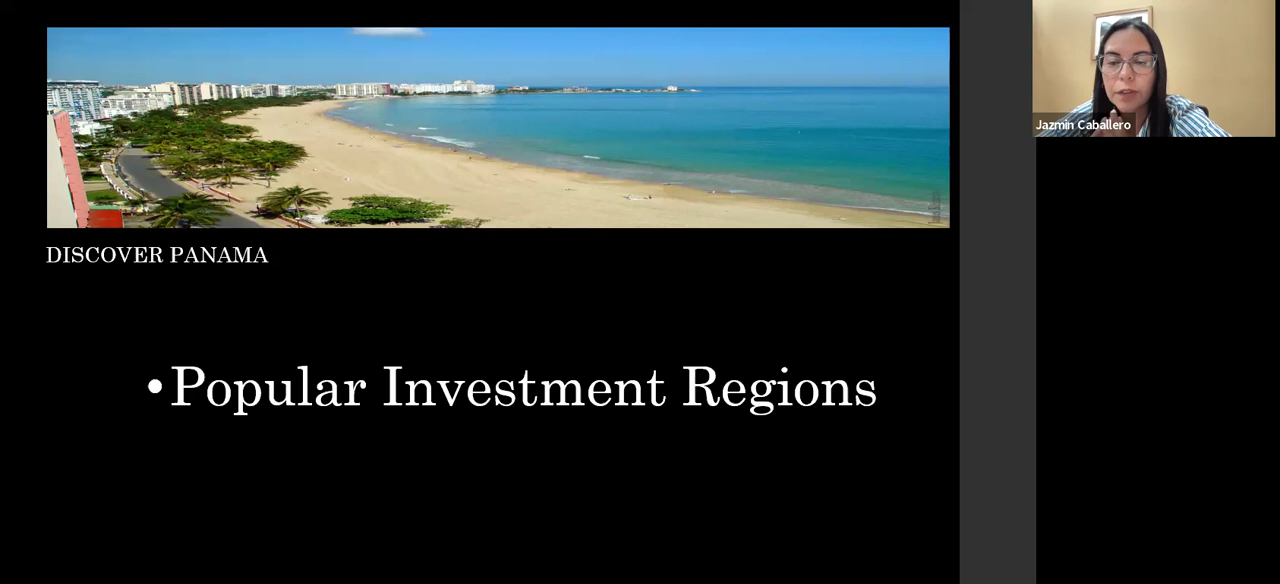 Jazmin Caballero
DISCOVER PANAMA
• Popular Investment Regions